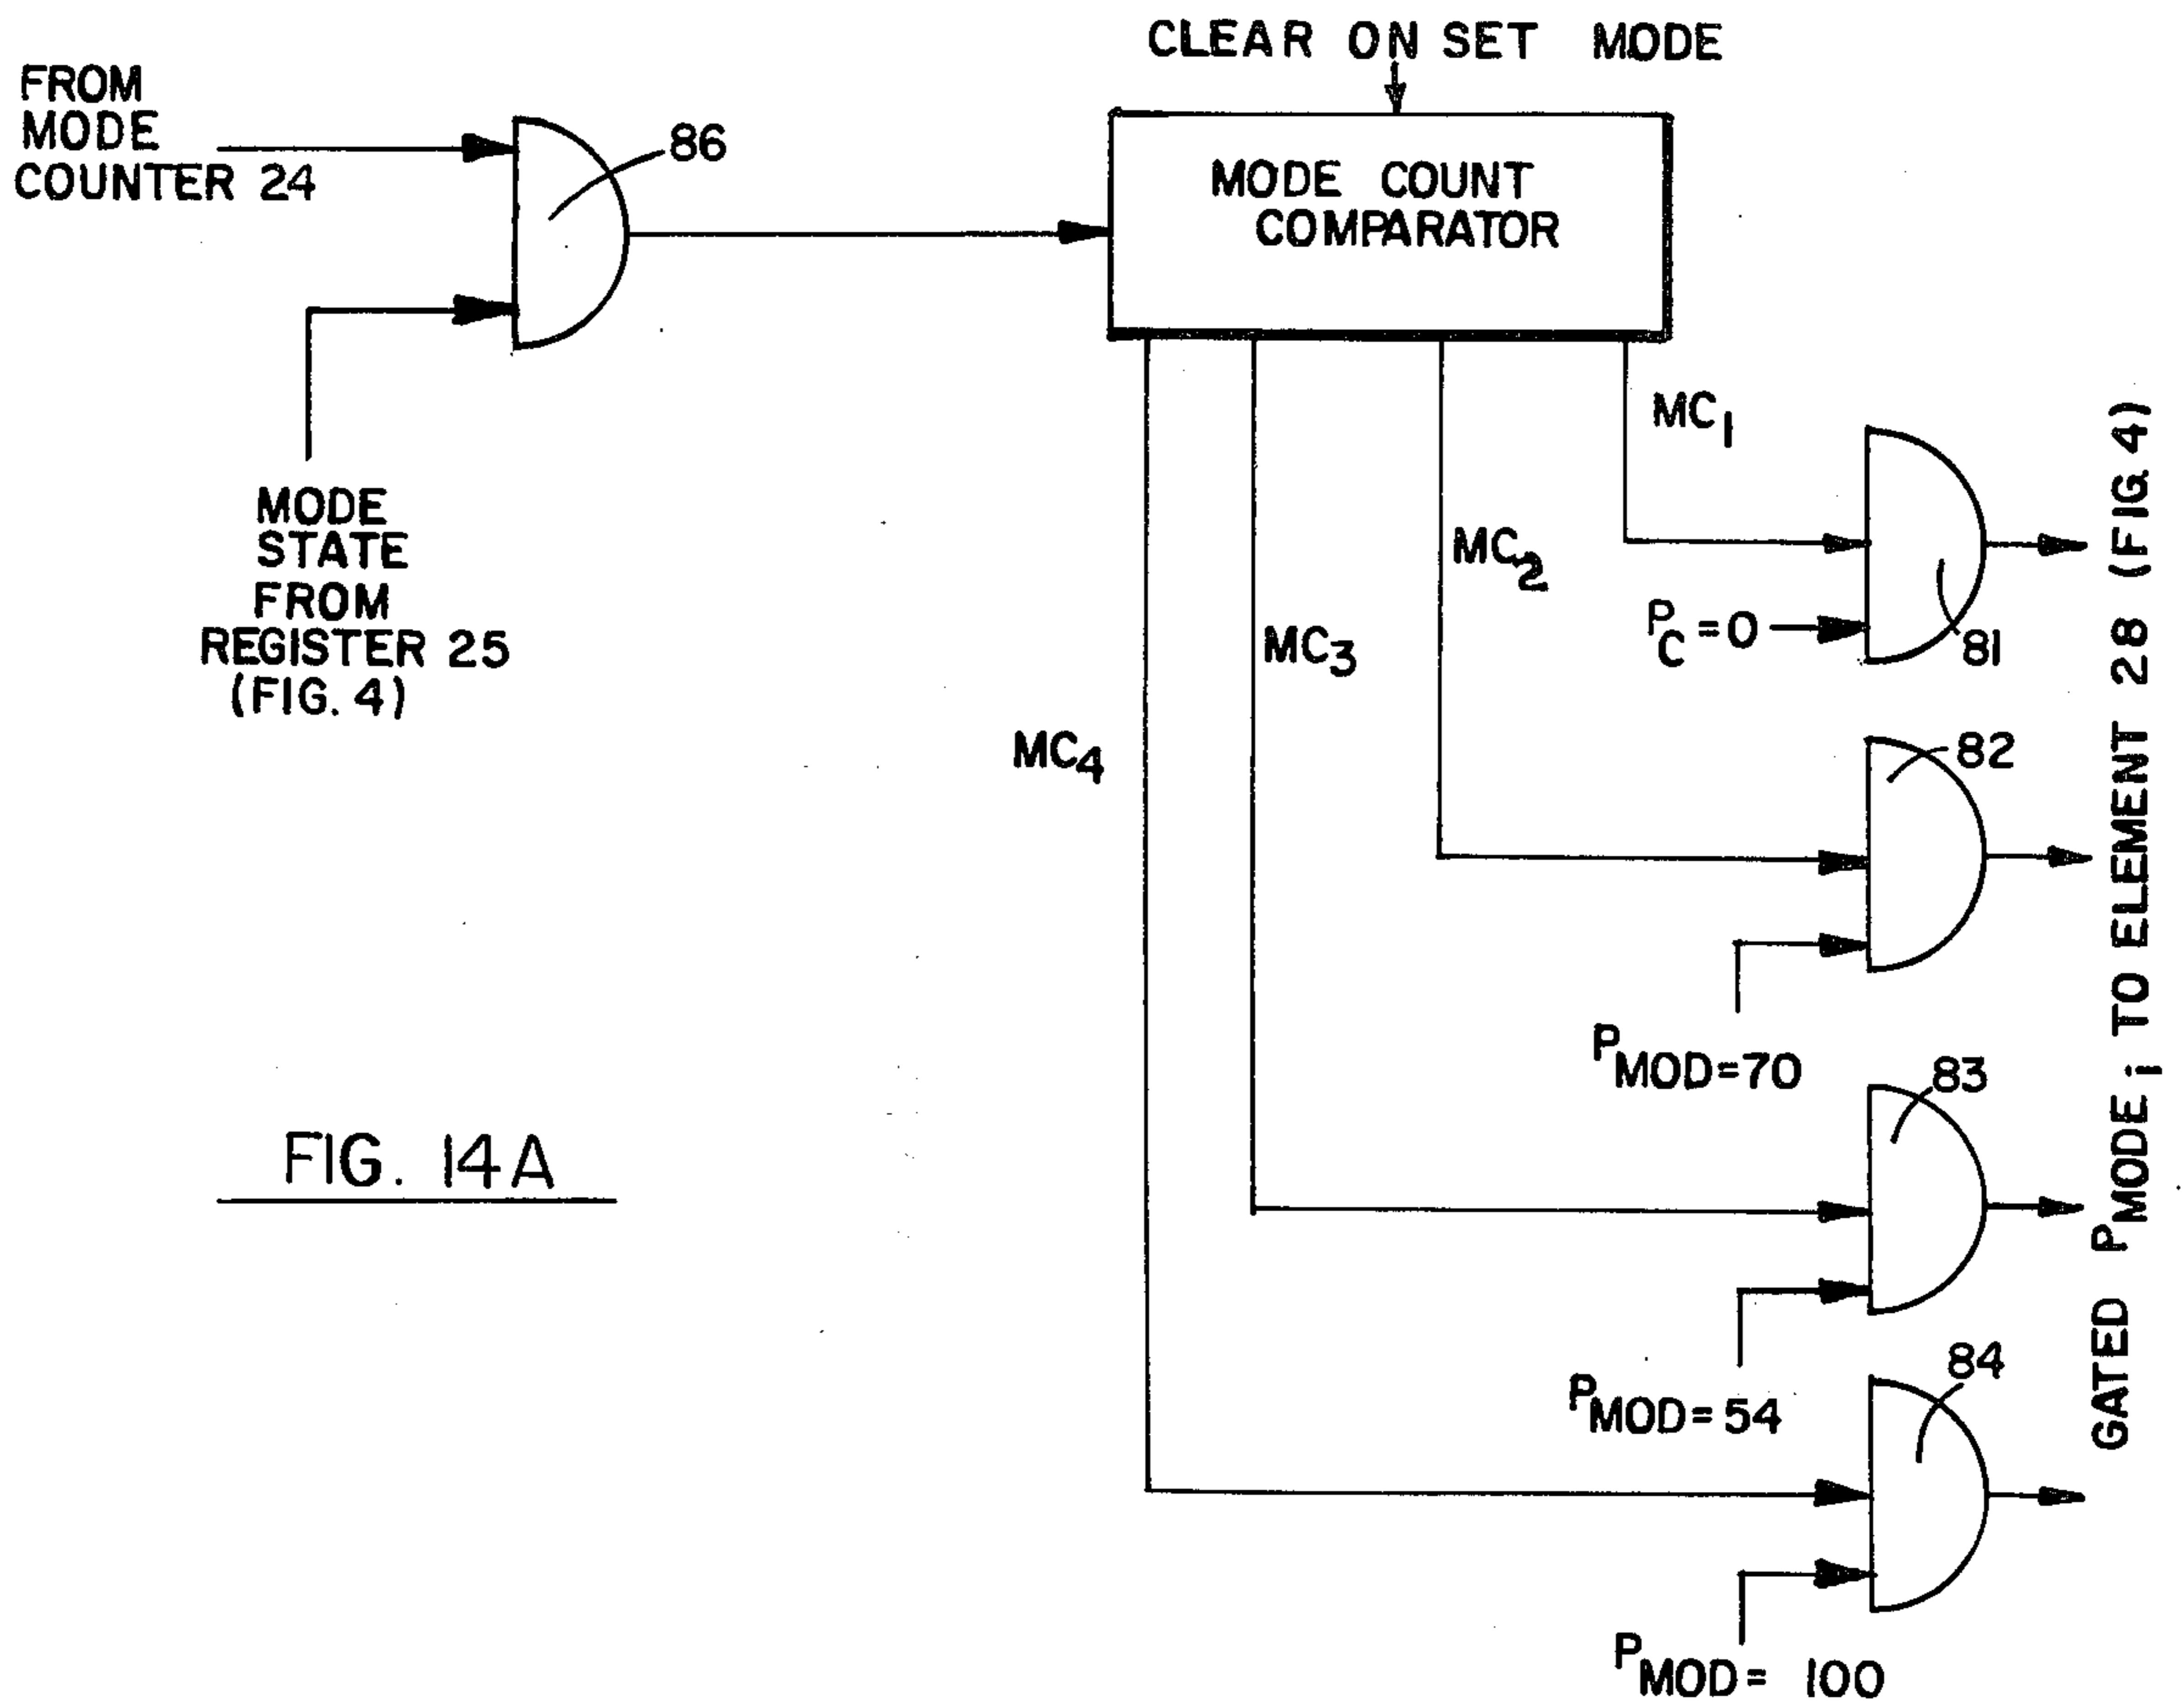 CLEAR ON SET MODE
FROM
MODE
COUNTER 24
86
MODE COUNT
COMPARATOR
MODE
STATE
FROM
REGISTER 25
(FIG. 4)
MC1
MC2
MC3
MC4
PC=0
81
82
PMOD=70
83
PMOD=54
84
PMOD= 100
GATED PMODEi TO ELEMENT 28 (FIG. 4)
FIG. 14A